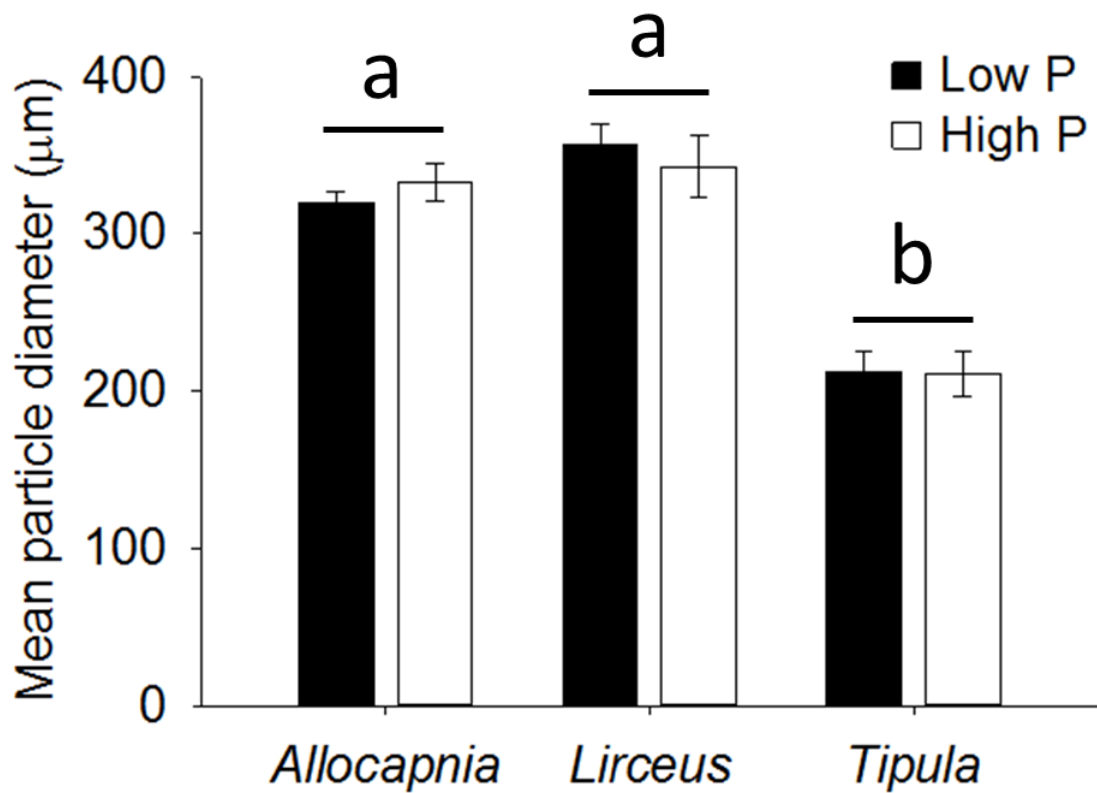 Mean particle diameter (μm)
400
300
200
100
0
a
a
b
Low P
High P
Allocapnia
Lirceus
Tipula